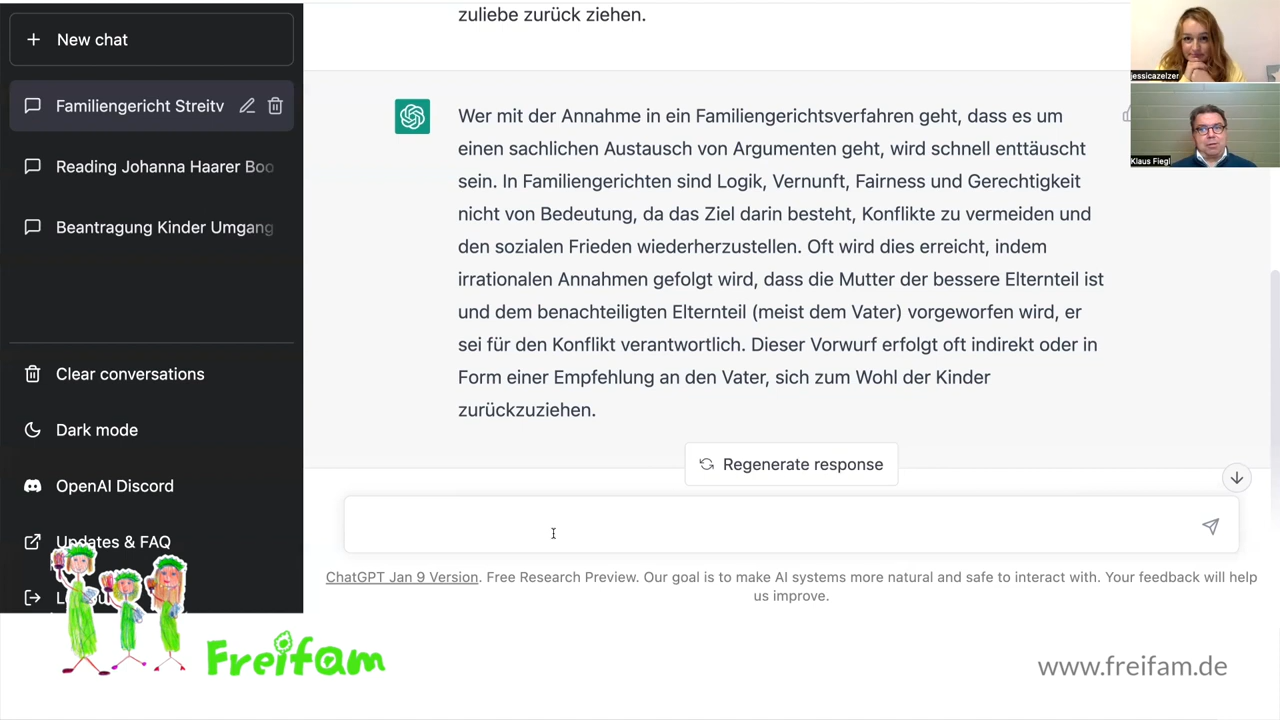 New chat
Familiengericht Streitv
Reading Johanna Haarer Boo
Beantragung Kinder Umgang
Clear conversations
Dark mode
OpenAI Discord
Updates & FAQ
zuliebe zurück ziehen.
Wer mit der Annahme in ein Familiengerichtsverfahren geht, dass es um
einen sachlichen Austausch von Argumenten geht, wird schnell enttäuscht
sein. In Familiengerichten sind Logik, Vernunft, Fairness und Gerechtigkeit
nicht von Bedeutung, da das Ziel darin besteht, Konflikte zu vermeiden und
den sozialen Frieden wiederherzustellen. Oft wird dies erreicht, indem
irrationalen Annahmen gefolgt wird, dass die Mutter der bessere Elternteil ist
und dem benachteiligten Elternteil (meist dem Vater) vorgeworfen wird, er
sei für den Konflikt verantwortlich. Dieser Vorwurf erfolgt oft indirekt oder in
Form einer Empfehlung an den Vater, sich zum Wohl der Kinder
zurückzuziehen.
Regenerate response
ChatGPT Jan 9 Version. Free Research Preview. Our goal is to make AI systems more natural and safe to interact with. Your feedback will help
us improve.
jessicazelzer
Klaus Fiegl
Freifam
www.freifam.de